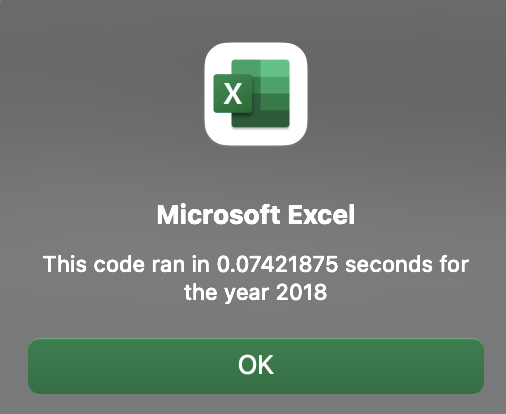 X
Microsoft Excel
This code ran in 0.07421875 seconds for
the year 2018
OK